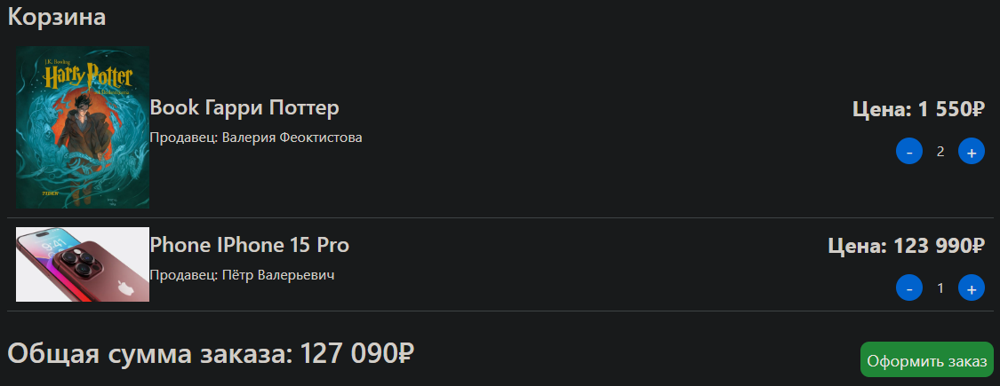 Корзина
J.K. Rowling
Harry Potter
TIDEN
Book Гарри Поттер
Продавец: Валерия Феоктистова
Цена: 1 550₽
- 2 +
9:41
Phone IPhone 15 Pro
Продавец: Пётр Валерьевич
Цена: 123 990₽
- 1 +
Общая сумма заказа: 127 090₽
Оформить заказ